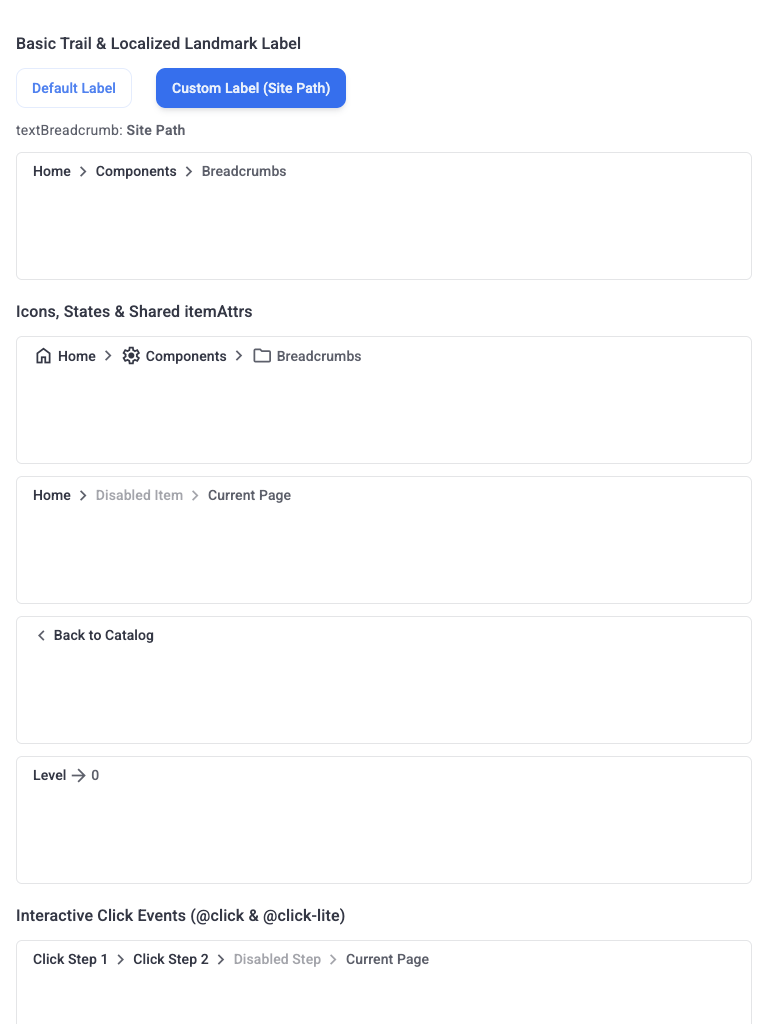 Basic Trail & Localized Landmark Label
Default Label Custom Label (Site Path)
textBreadcrumb: Site Path
Home Components Breadcrumbs
Icons, States & Shared itemAttrs
Home Components Breadcrumbs
Home Disabled Item Current Page
Back to Catalog
Level 0
Interactive Click Events (@click & @click-lite)
Click Step 1 Click Step 2 Disabled Step Current Page